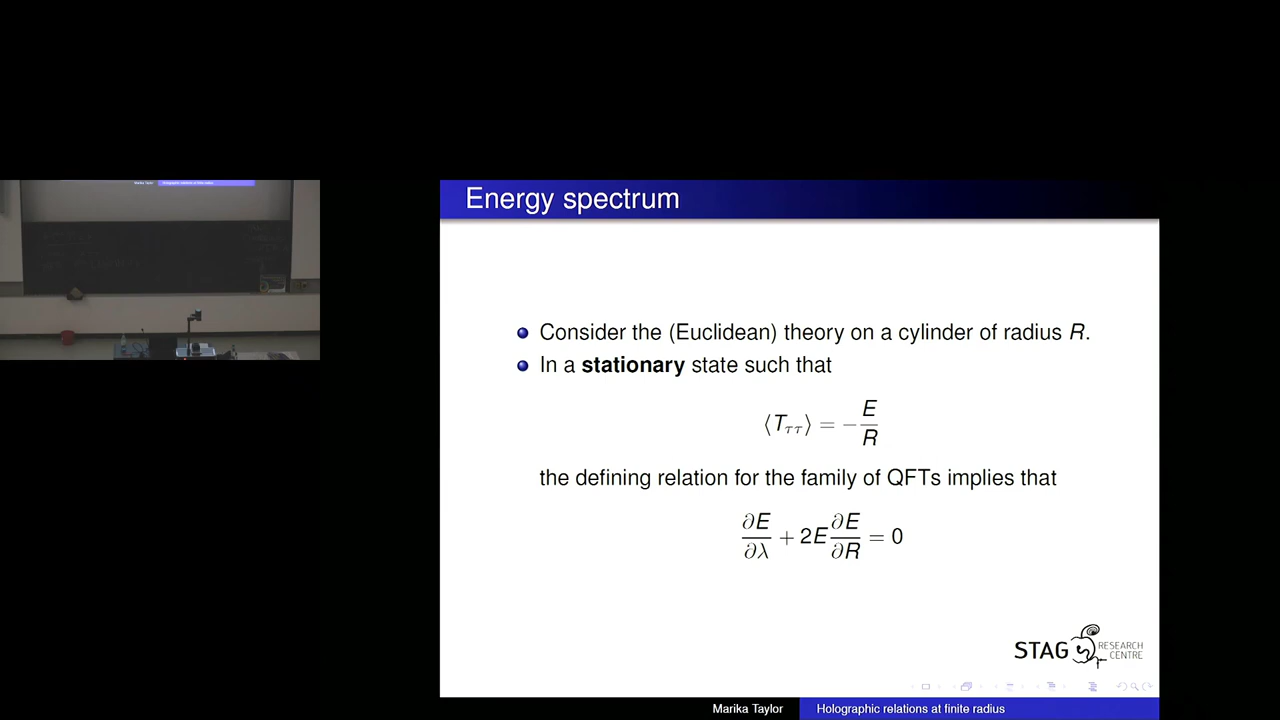 Energy spectrum
Consider the (Euclidean) theory on a cylinder of radius R.
In a stationary state such that
⟨T_ττ⟩ = −E/R
the defining relation for the family of QFTs implies that
∂E/∂λ + 2E ∂E/∂R = 0
STAG RESEARCH CENTRE
Marika Taylor Holographic relations at finite radius